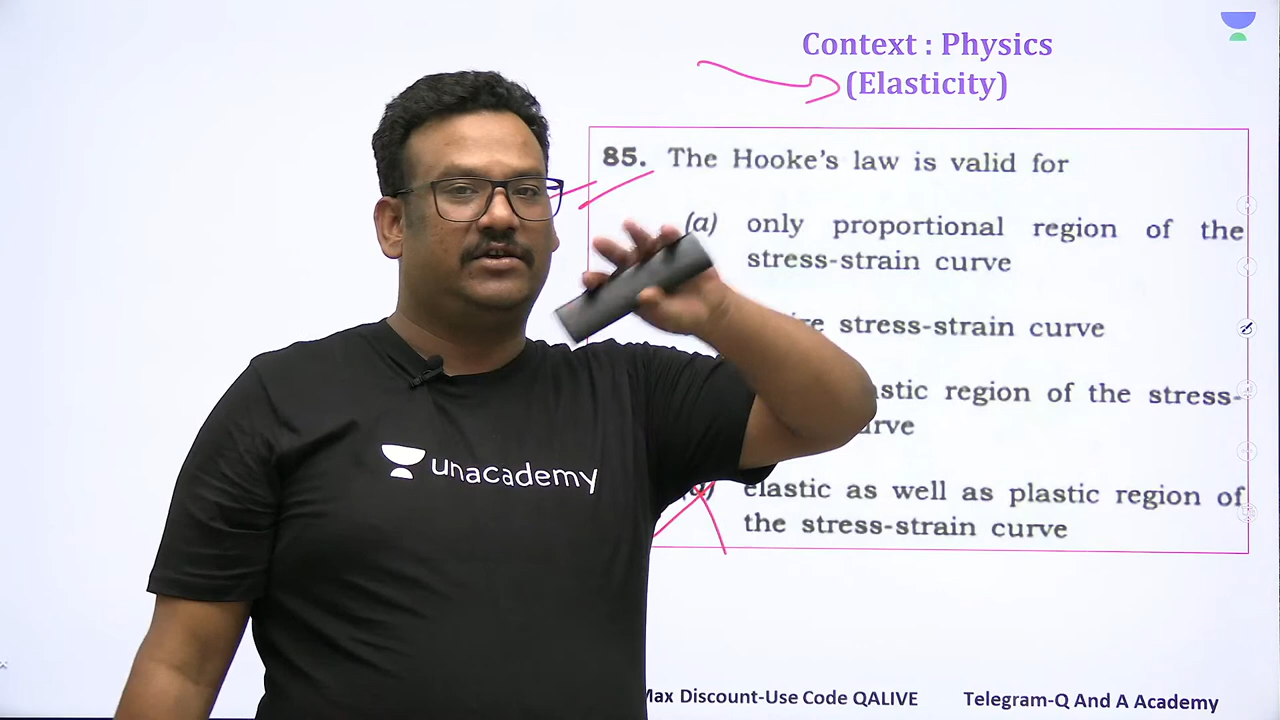 Context : Physics
(Elasticity)
85. The Hooke's law is valid for
(a) only proportional region of the
stress-strain curve
stress-strain curve
region of the stress-
elastic as well as plastic region of
the stress-strain curve
unacademy
Max Discount-Use Code QALIVE Telegram-Q And A Academy